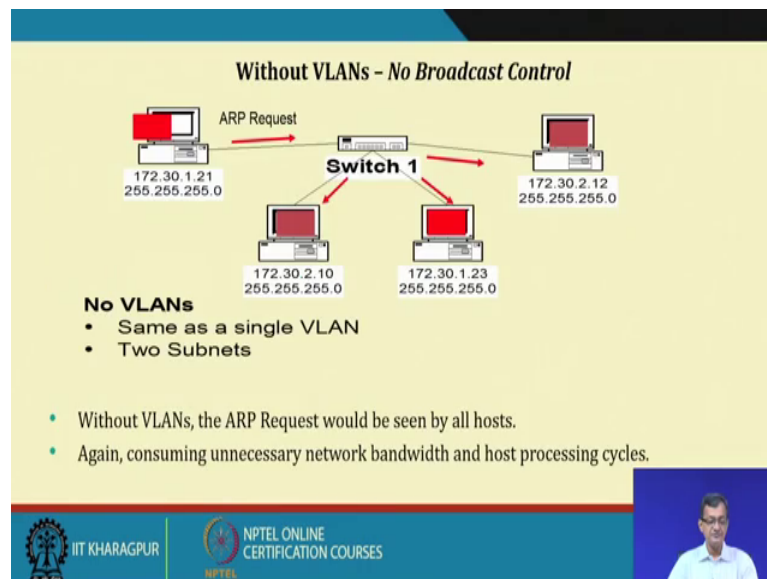 Without VLANs – No Broadcast Control
ARP Request
Switch 1
172.30.1.21
255.255.255.0
172.30.2.12
255.255.255.0
172.30.2.10
255.255.255.0
172.30.1.23
255.255.255.0
No VLANs
• Same as a single VLAN
• Two Subnets
• Without VLANs, the ARP Request would be seen by all hosts.
• Again, consuming unnecessary network bandwidth and host processing cycles.
IIT KHARAGPUR
NPTEL ONLINE
CERTIFICATION COURSES
NPTEL